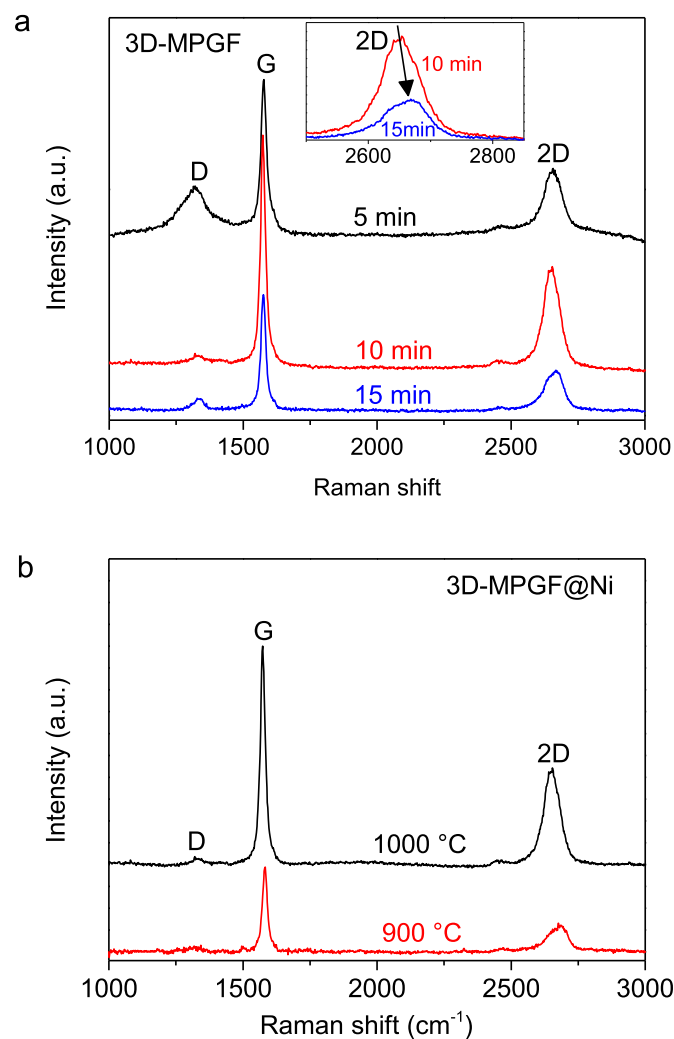 a
3D-MPGF
G
D
2D
5 min
10 min
15 min
2D
10 min
15min
2600
2800
Intensity (a.u.)
1000
1500
2000
2500
3000
Raman shift
b
3D-MPGF@Ni
G
D
2D
1000 °C
900 °C
Intensity (a.u.)
1000
1500
2000
2500
3000
Raman shift (cm⁻¹)